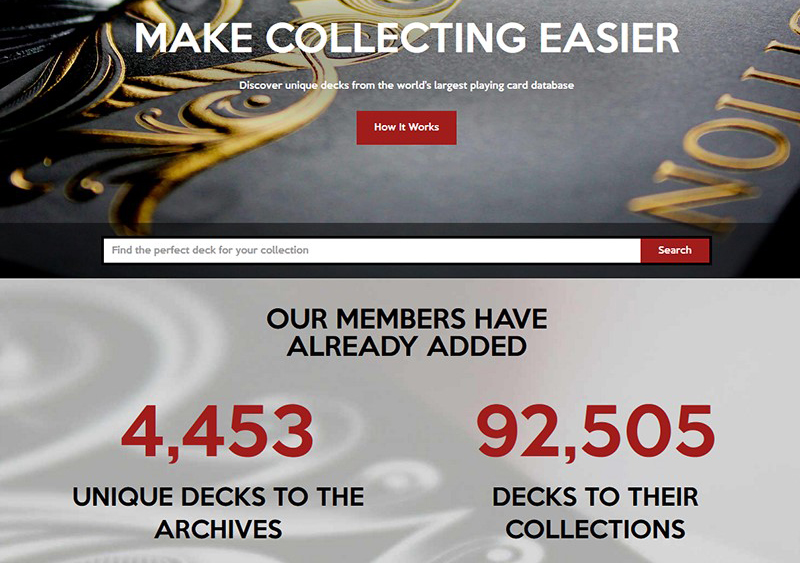 MAKE COLLECTING EASIER
Discover unique decks from the world's largest playing card database
How It Works
NOITI
Find the perfect deck for your collection
Search
OUR MEMBERS HAVE
ALREADY ADDED
4,453
92,505
UNIQUE DECKS TO THE
ARCHIVES
DECKS TO THEIR
COLLECTIONS